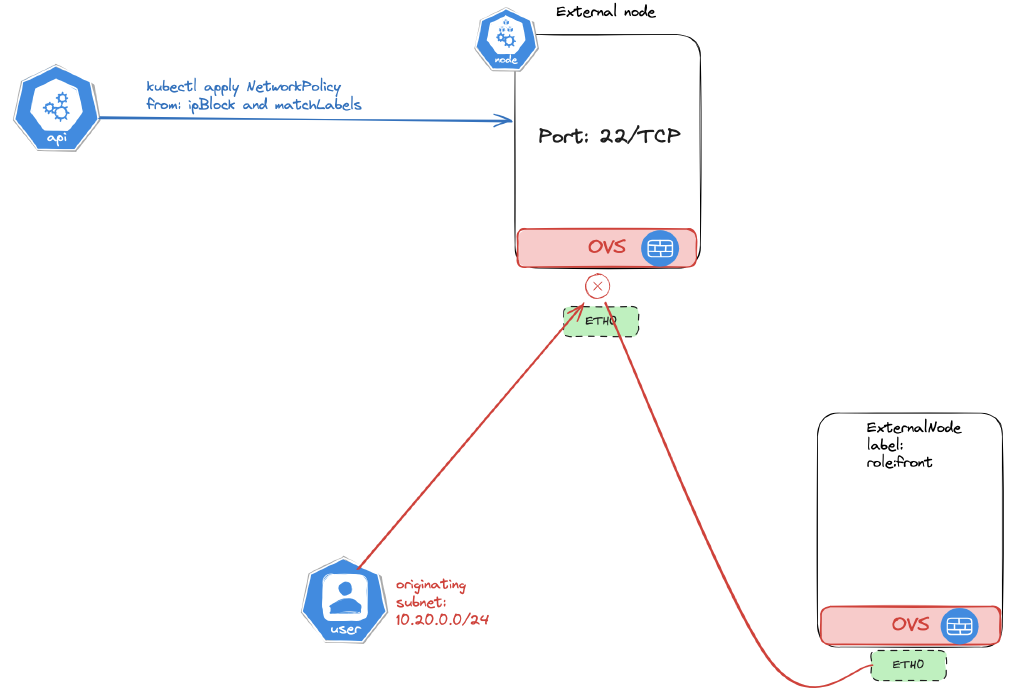 External node
node
kubectl apply NetworkPolicy
from: ipBlock and matchLabels
api
Port: 22/TCP
OVS
ETH0
ExternalNode
label:
role:front
originating
subnet:
10.20.0.0/24
user
OVS
ETH0